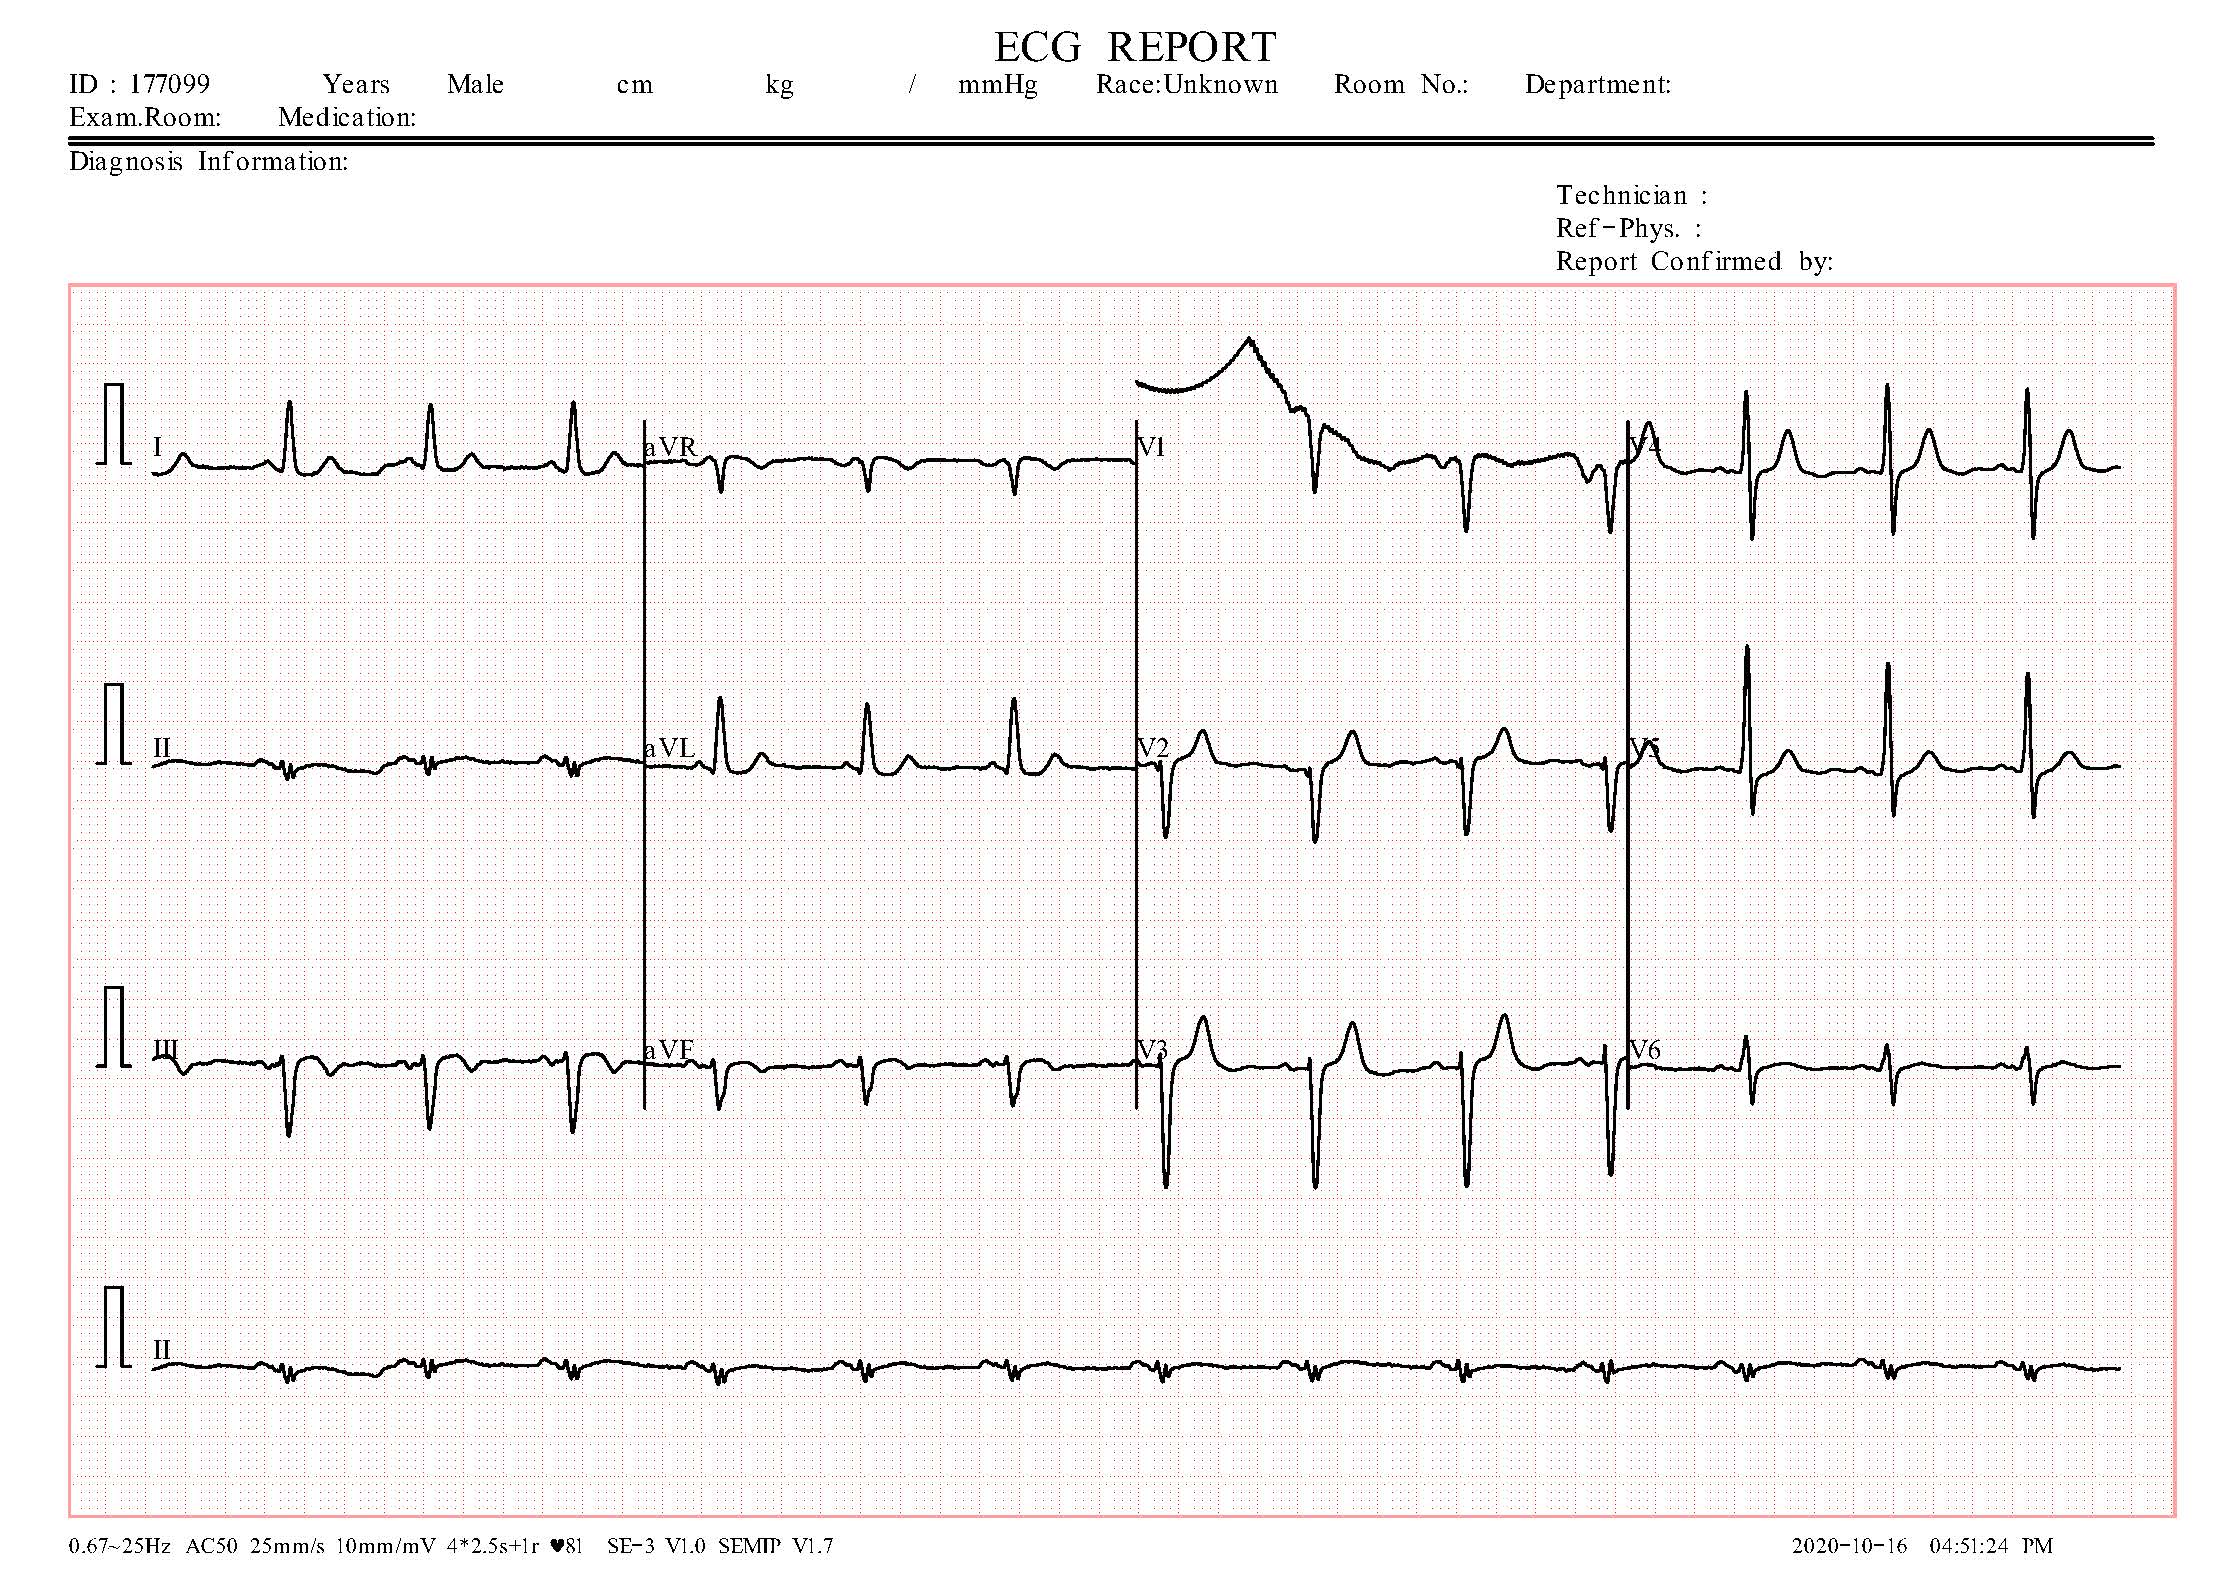 ECG REPORT
ID : 177099 Years Male cm kg / mmHg Race:Unknown Room No.: Department:
Exam.Room: Medication:
Diagnosis Information:
Technician :
Ref-Phys. :
Report Confirmed by:
I aVR V1 V4
II aVL V2 V5
III aVF V3 V6
II
0.67~25Hz AC50 25mm/s 10mm/mV 4*2.5s+1r ♥81 SE-3 V1.0 SEMIP V1.7 2020-10-16 04:51:24 PM